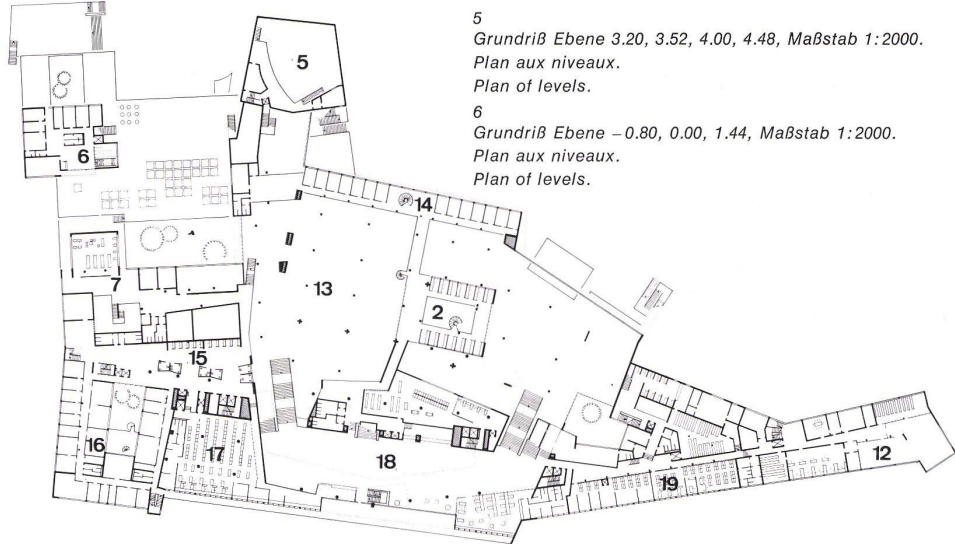 5
Grundriß Ebene 3.20, 3.52, 4.00, 4.48, Maßstab 1:2000.
Plan aux niveaux.
Plan of levels.
6
Grundriß Ebene –0.80, 0.00, 1.44, Maßstab 1:2000.
Plan aux niveaux.
Plan of levels.
5
6
14
7
13
2
15
16
17
18
19
12